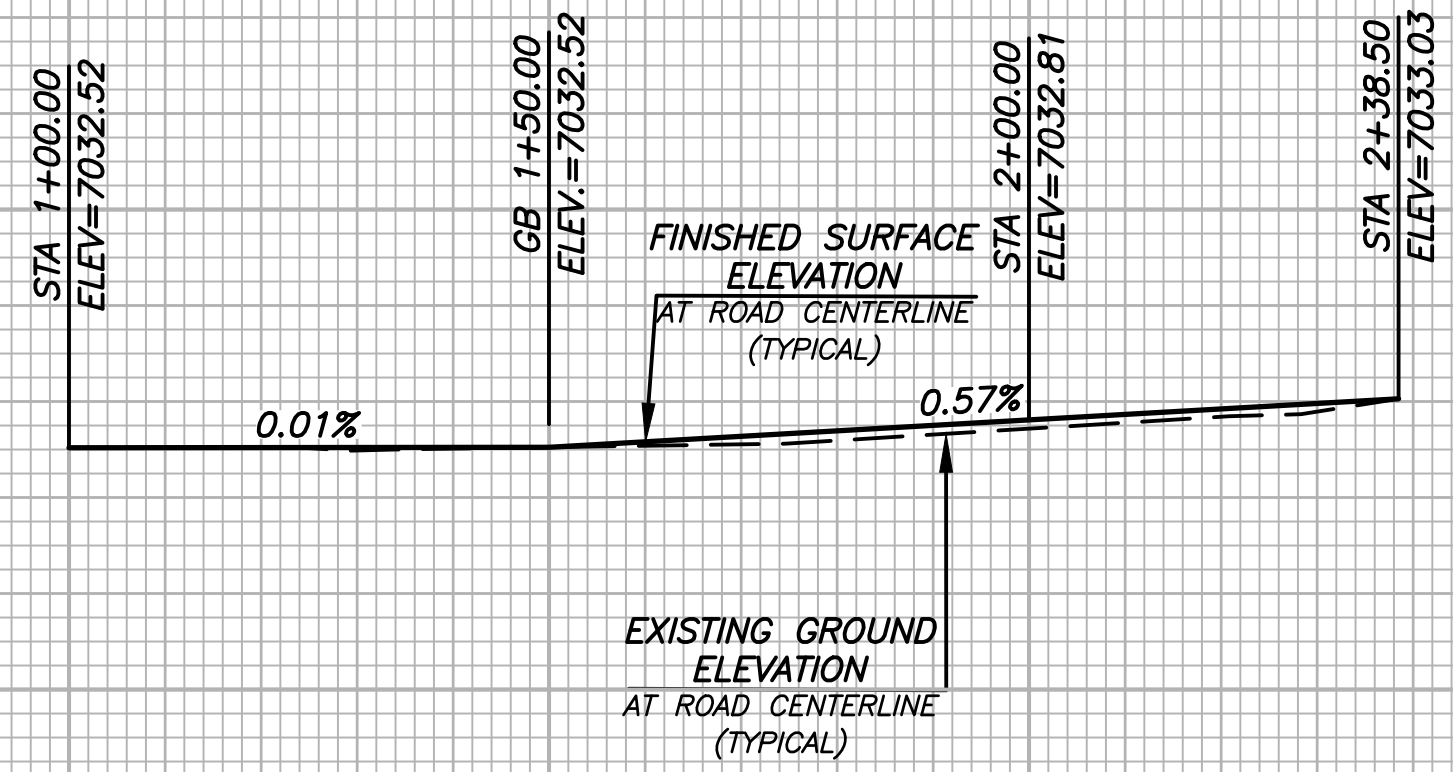 STA 1+00.00
ELEV=7032.52
GB 1+50.00
ELEV.=7032.52
STA 2+00.00
ELEV=7032.81
STA 2+38.50
ELEV=7033.03
FINISHED SURFACE
ELEVATION
AT ROAD CENTERLINE
(TYPICAL)
0.01%
0.57%
EXISTING GROUND
ELEVATION
AT ROAD CENTERLINE
(TYPICAL)